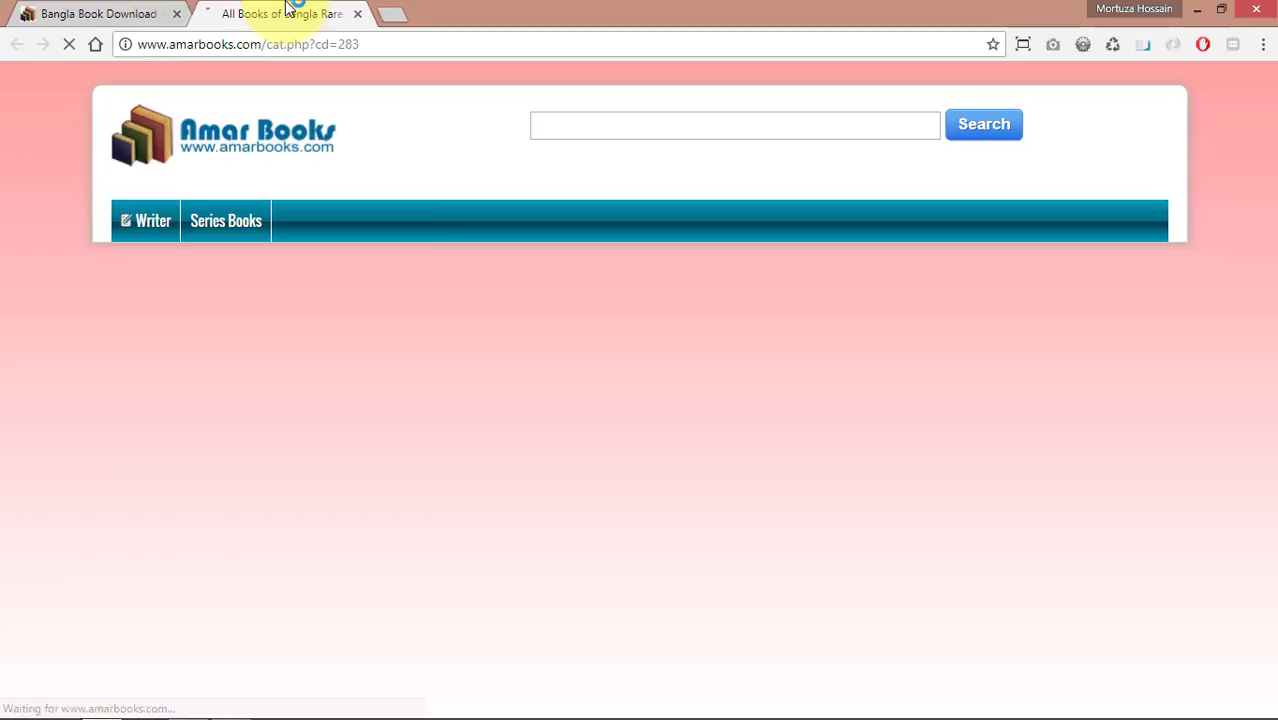 Bangla Book Download
All Books of Bangla Rare
Mortuza Hossain
www.amarbooks.com/cat.php?cd=283
Amar Books
www.amarbooks.com
Search
Writer
Series Books
Waiting for www.amarbooks.com...